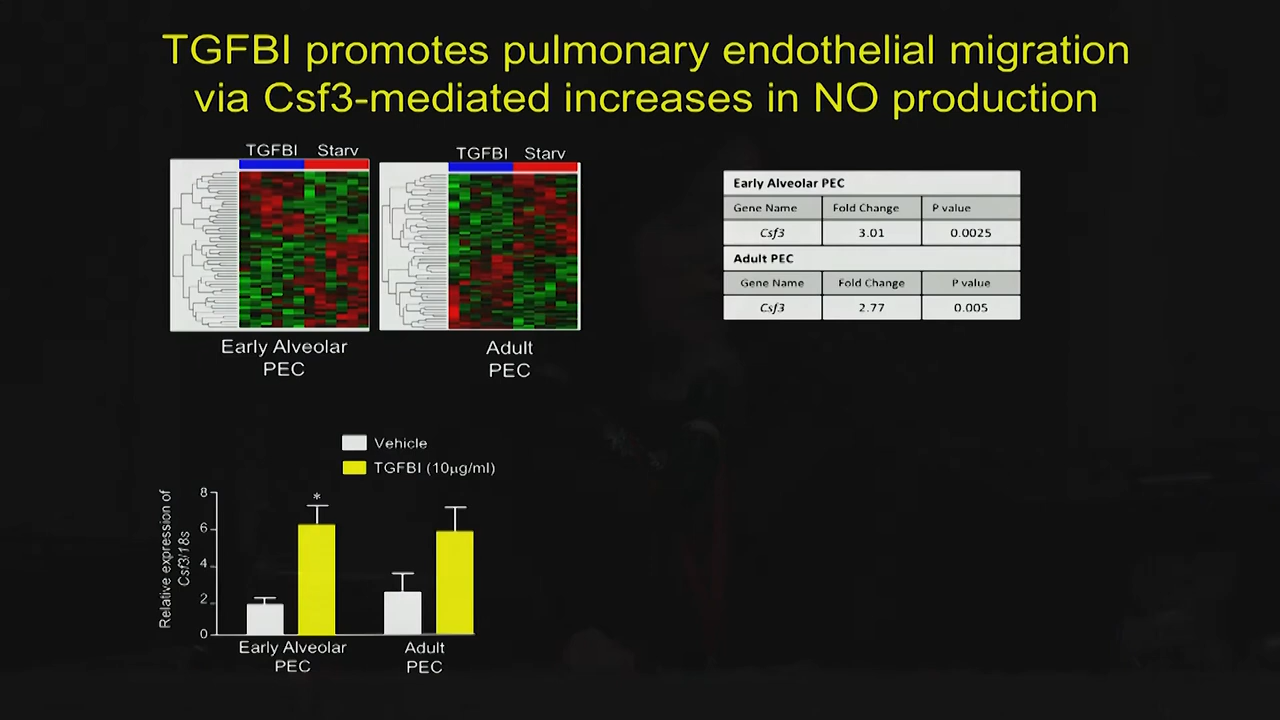 TGFBI promotes pulmonary endothelial migration
via Csf3-mediated increases in NO production
TGFBI Starv
TGFBI Starv
Early Alveolar
PEC
Adult
PEC
Early Alveolar PEC
Gene Name Fold Change P value
Csf3 3.01 0.0025
Adult PEC
Gene Name Fold Change P value
Csf3 2.77 0.005
Vehicle
TGFBI (10µg/ml)
Relative expression of
Csf3/18s
8
6
4
2
0
*
Early Alveolar
PEC
Adult
PEC